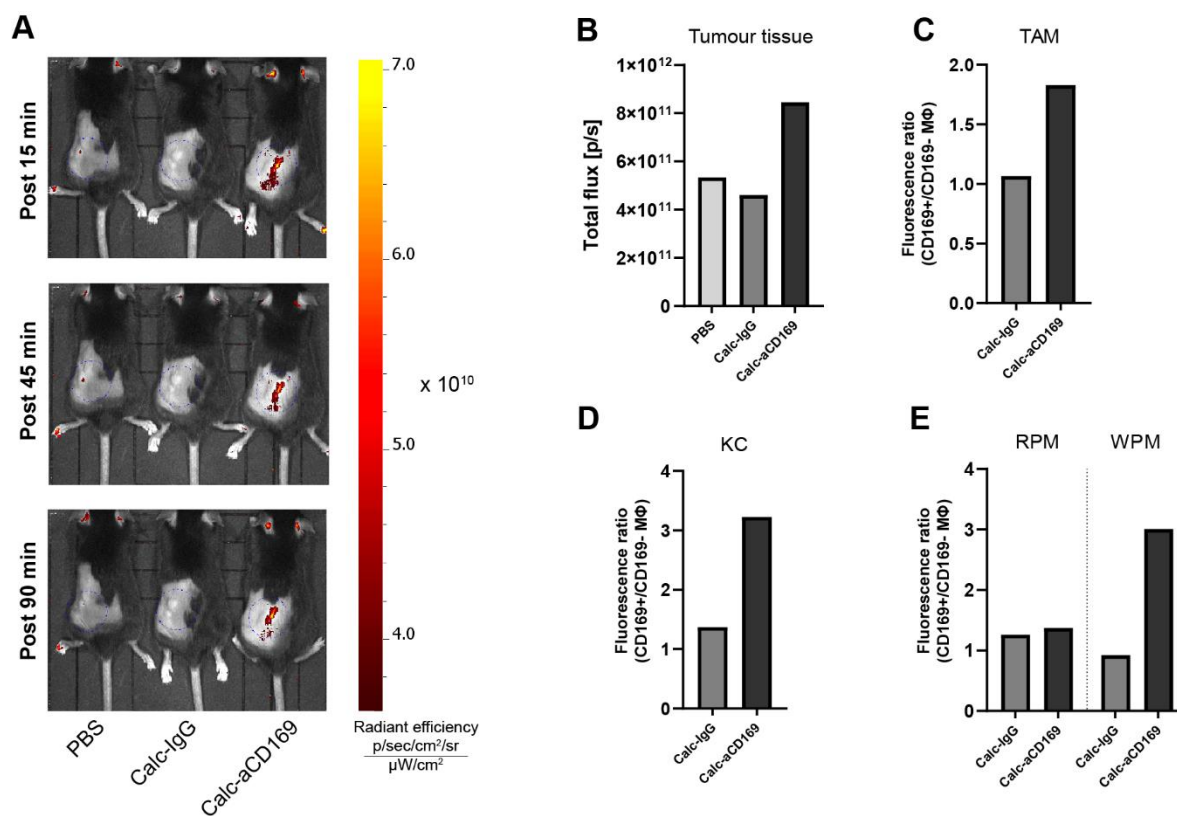 A
Post 15 min
Post 45 min
Post 90 min
PBS
Calc-IgG
Calc-aCD169
7.0
6.0
5.0
4.0
x 10¹⁰
Radiant efficiency
p/sec/cm²/sr
µW/cm²
B
Tumour tissue
Total flux [p/s]
1×10¹²
8×10¹¹
6×10¹¹
4×10¹¹
2×10¹¹
0
PBS
Calc-IgG
Calc-aCD169
C
TAM
Fluorescence ratio
(CD169+/CD169- MΦ)
2.0
1.5
1.0
0.5
0.0
Calc-IgG
Calc-aCD169
D
KC
Fluorescence ratio
(CD169+/CD169- MΦ)
4
3
2
1
0
Calc-IgG
Calc-aCD169
E
RPM
WPM
Fluorescence ratio
(CD169+/CD169- MΦ)
4
3
2
1
0
Calc-IgG
Calc-aCD169
Calc-IgG
Calc-aCD169